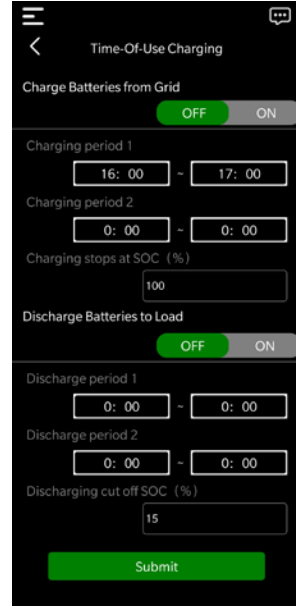 Time-Of-Use Charging
Charge Batteries from Grid
OFF ON
Charging period 1
16: 00 ~ 17: 00
Charging period 2
0: 00 ~ 0: 00
Charging stops at SOC (%)
100
Discharge Batteries to Load
OFF ON
Discharge period 1
0: 00 ~ 0: 00
Discharge period 2
0: 00 ~ 0: 00
Discharging cut off SOC (%)
15
Submit